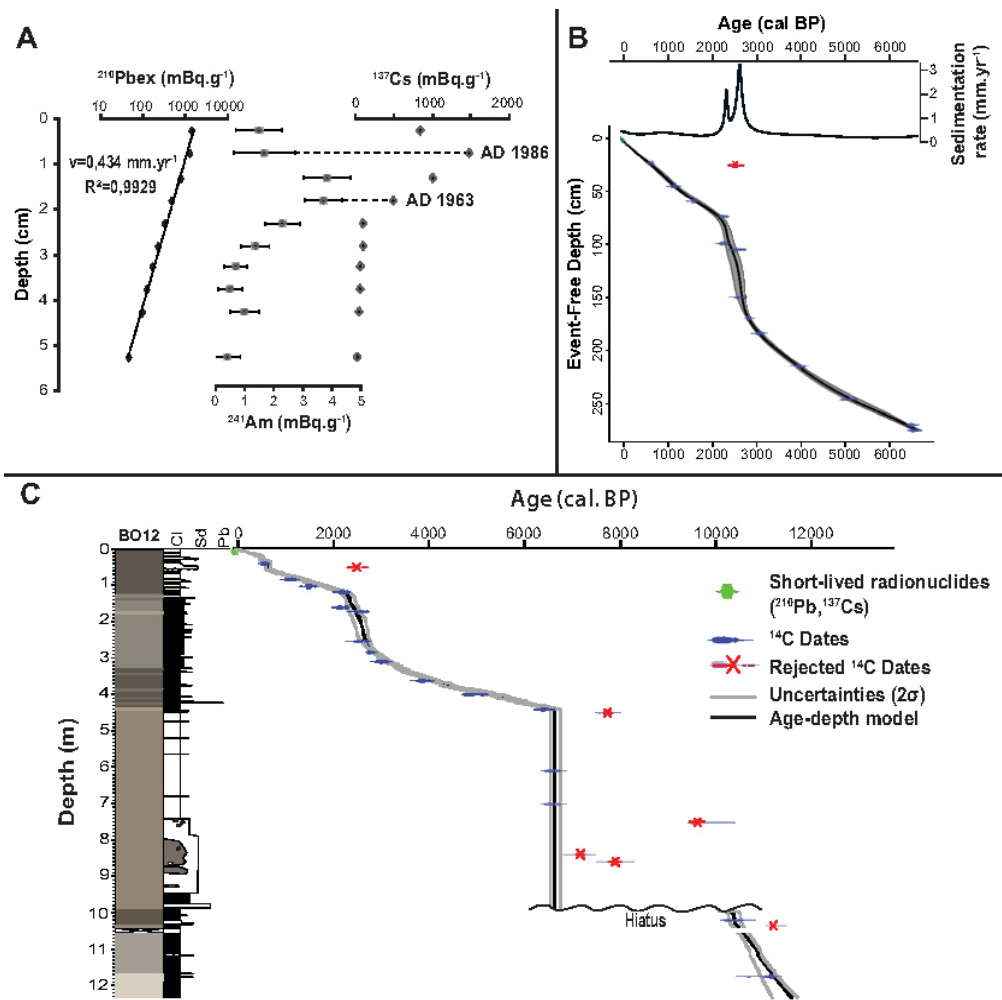 A
²¹⁰Pbex (mBq.g⁻¹)
10 100 1000 10000
¹³⁷Cs (mBq.g⁻¹)
0 1000 2000
0
1
2
3
4
5
6
Depth (cm)
v=0,434 mm.yr⁻¹
R²=0,9929
AD 1986
AD 1963
0 1 2 3 4 5
²⁴¹Am (mBq.g⁻¹)
B
Age (cal BP)
0 1000 2000 3000 4000 5000 6000
3
2
1
0
Sedimentation
rate (mm.yr⁻¹)
0
50
100
150
200
250
Event-Free Depth (cm)
0 1000 2000 3000 4000 5000 6000
C
Age (cal. BP)
BO12 Cl Sd Pb
0 2000 4000 6000 8000 10000 12000
0
1
2
3
4
5
6
7
8
9
10
11
12
Depth (m)
Short-lived radionuclides
(²¹⁰Pb,¹³⁷Cs)
¹⁴C Dates
Rejected ¹⁴C Dates
Uncertainties (2σ)
Age-depth model
Hiatus